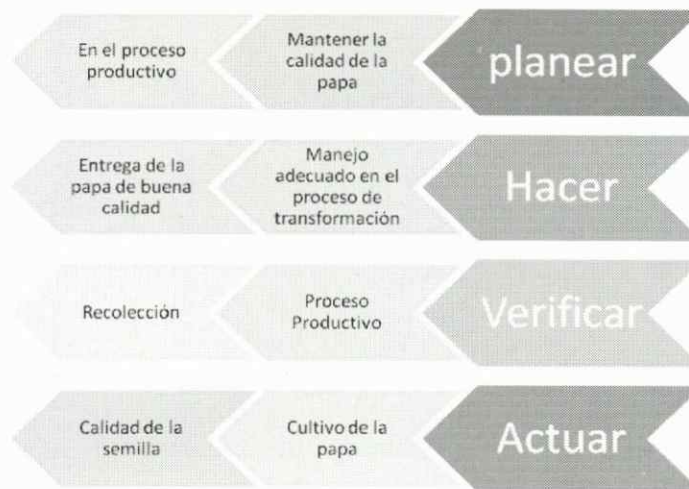 En el proceso
productivo
Mantener la
calidad de la
papa
planear
Entrega de la
papa de buena
calidad
Manejo
adecuado en el
proceso de
transformación
Hacer
Recolección
Proceso
Productivo
Verificar
Calidad de la
semilla
Cultivo de la
papa
Actuar